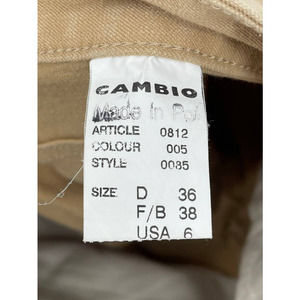 CAMBIO
Made in
ARTICLE 0812
COLOUR 005
STYLE 0085
SIZE D 36
F/B 38
USA 6